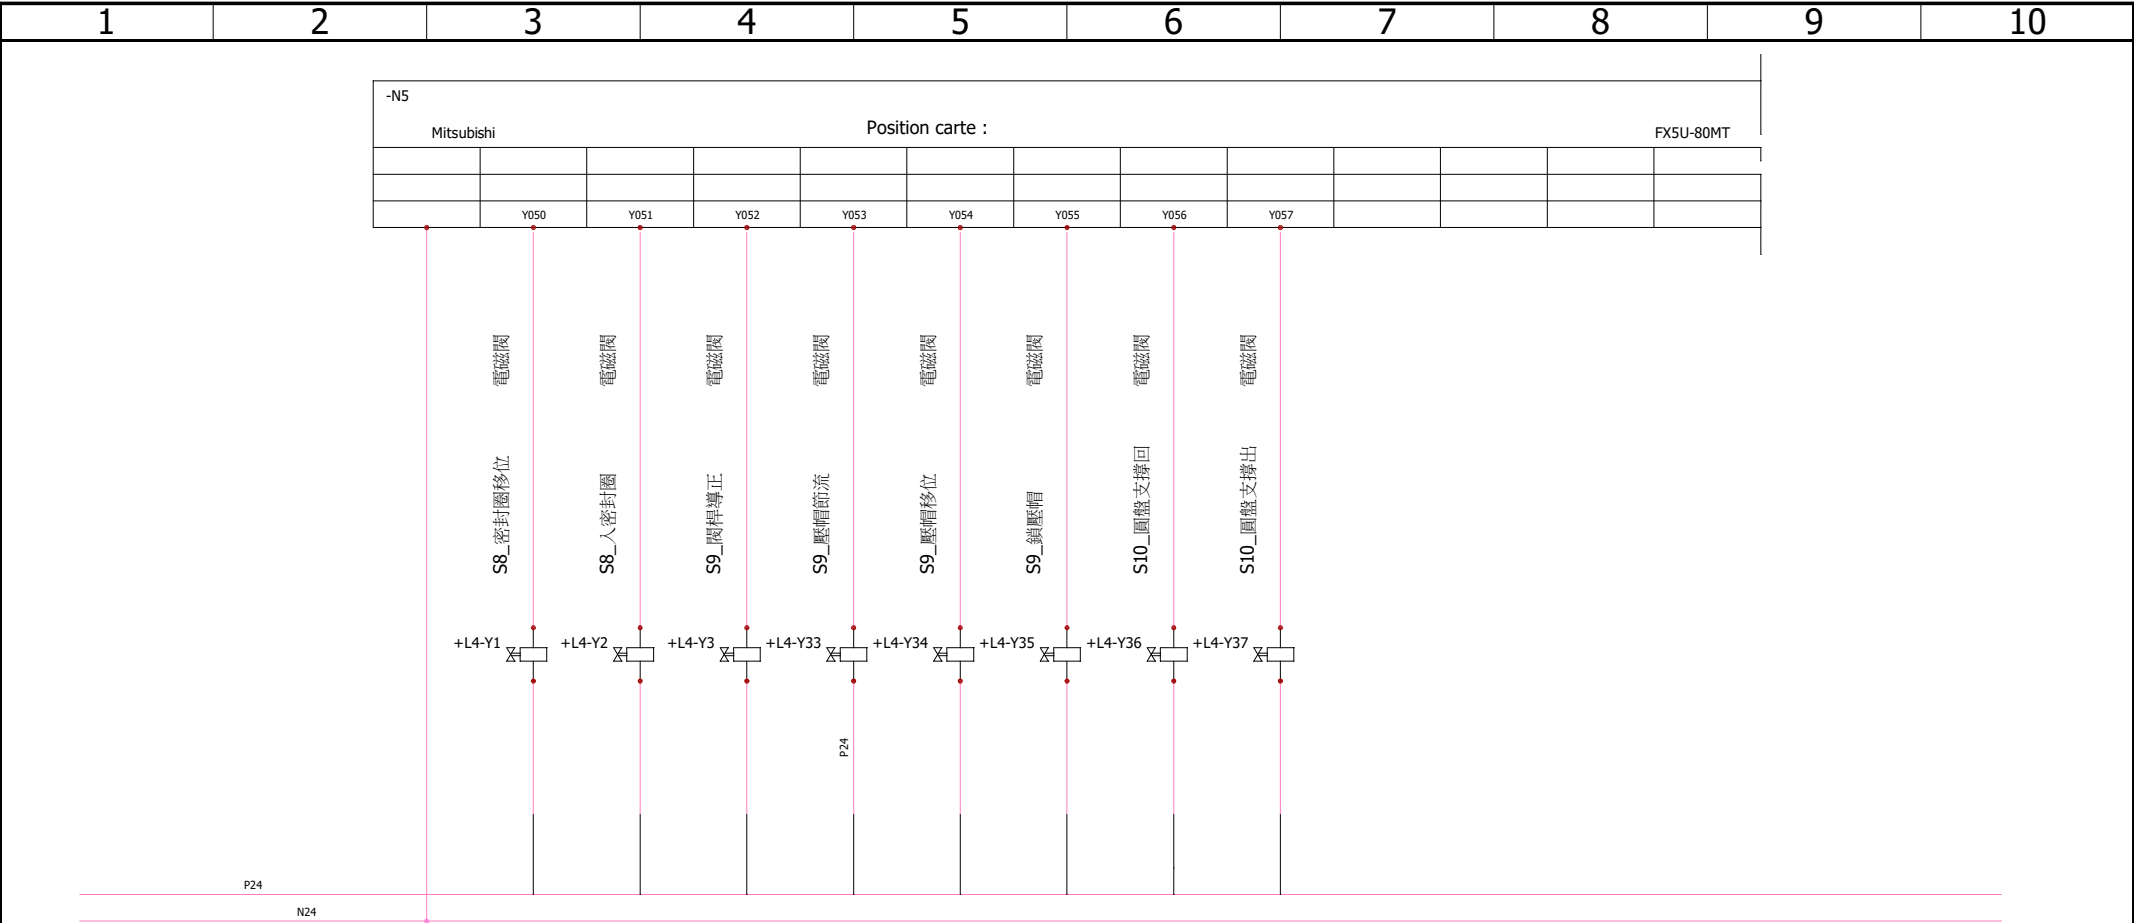 1 2 3 4 5 6 7 8 9 10
-N5
Mitsubishi Position carte : FX5U-80MT
Y050 Y051 Y052 Y053 Y054 Y055 Y056 Y057
S8_密封圈移位 電磁閥
S8_入密封圈 電磁閥
S9_閥桿導正 電磁閥
S9_壓帽節流 電磁閥
S9_壓帽移位 電磁閥
S9_鎖壓帽 電磁閥
S10_圓盤支撐回 電磁閥
S10_圓盤支撐出 電磁閥
+L4-Y1 +L4-Y2 +L4-Y3 +L4-Y33 +L4-Y34 +L4-Y35 +L4-Y36 +L4-Y37
P24
P24
N24